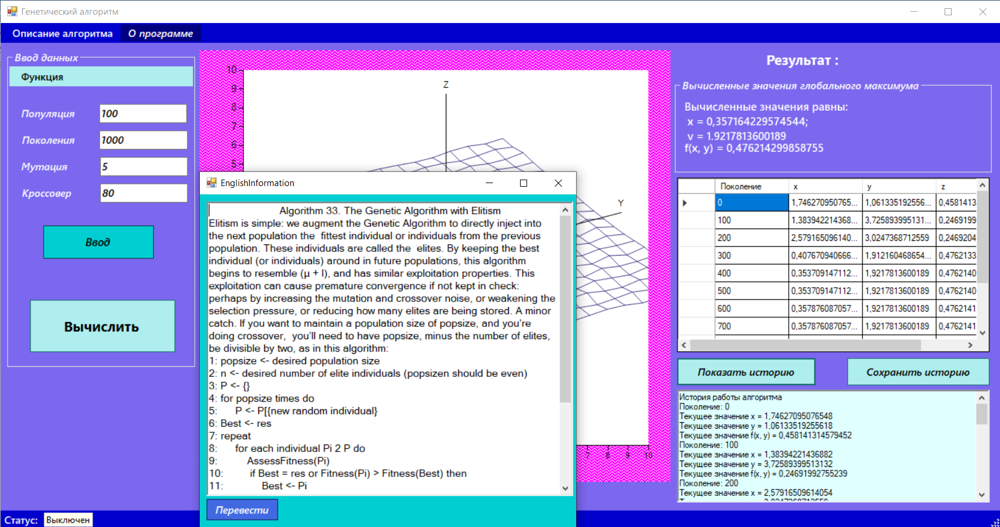 Генетический алгоритм
Описание алгоритма О программе
Ввод данных
Функция
Популяция 100
Поколения 1000
Мутация 5
Кроссовер 80
Ввод
Вычислить
10
9
8
7
6
5
Z
Y
7 8 9 10
EnglishInformation
Algorithm 33. The Genetic Algorithm with Elitism
Elitism is simple: we augment the Genetic Algorithm to directly inject into
the next population the fittest individual or individuals from the previous
population. These individuals are called the elites. By keeping the best
individual (or individuals) around in future populations, this algorithm
begins to resemble (μ + l), and has similar exploitation properties. This
exploitation can cause premature convergence if not kept in check:
perhaps by increasing the mutation and crossover noise, or weakening the
selection pressure, or reducing how many elites are being stored. A minor
catch. If you want to maintain a population size of popsize, and you're
doing crossover, you'll need to have popsize, minus the number of elites,
be divisible by two, as in this algorithm:
1: popsize <- desired population size
2: n <- desired number of elite individuals (popsizen should be even)
3: P <- {}
4: for popsize times do
5: P <- P[{new random individual}
6: Best <- res
7: repeat
8: for each individual Pi 2 P do
9: AssessFitness(Pi)
10: if Best = res or Fitness(Pi) > Fitness(Best) then
11: Best <- Pi
Перевести
Результат :
Вычисленные значения глобального максимума
Вычисленные значения равны:
x = 0,357164229574544;
v = 1.9217813600189
f(x, y) = 0,476214299858755
Поколение x y z
0 1,746270950765... 1,061335192556... 0,4581413
100 1,383942214368... 3,725893995131... 0,2469199
200 2,579165096140... 3,0247368712559 0,2469204
300 0,407670940666... 1,912160468654... 0,4762133
400 0,353709147112... 1,9217813600189 0,4762140
500 0,353709147112... 1,9217813600189 0,4762140
600 0,357876087057... 1,9217813600189 0,4762141
700 0,357876087057... 1,9217813600189 0,4762141
Показать историю Сохранить историю
История работы алгоритма
Поколение: 0
Текущее значение x = 1,74627095076548
Текущее значение y = 1,06133519255618
Текущее значение f(x, y) = 0,458141314579452
Поколение: 100
Текущее значение x = 1,38394221436882
Текущее значение y = 3,72589399513132
Текущее значение f(x, y) = 0,24691992755239
Поколение: 200
Текущее значение x = 2,57916509614054
Статус: Выключен